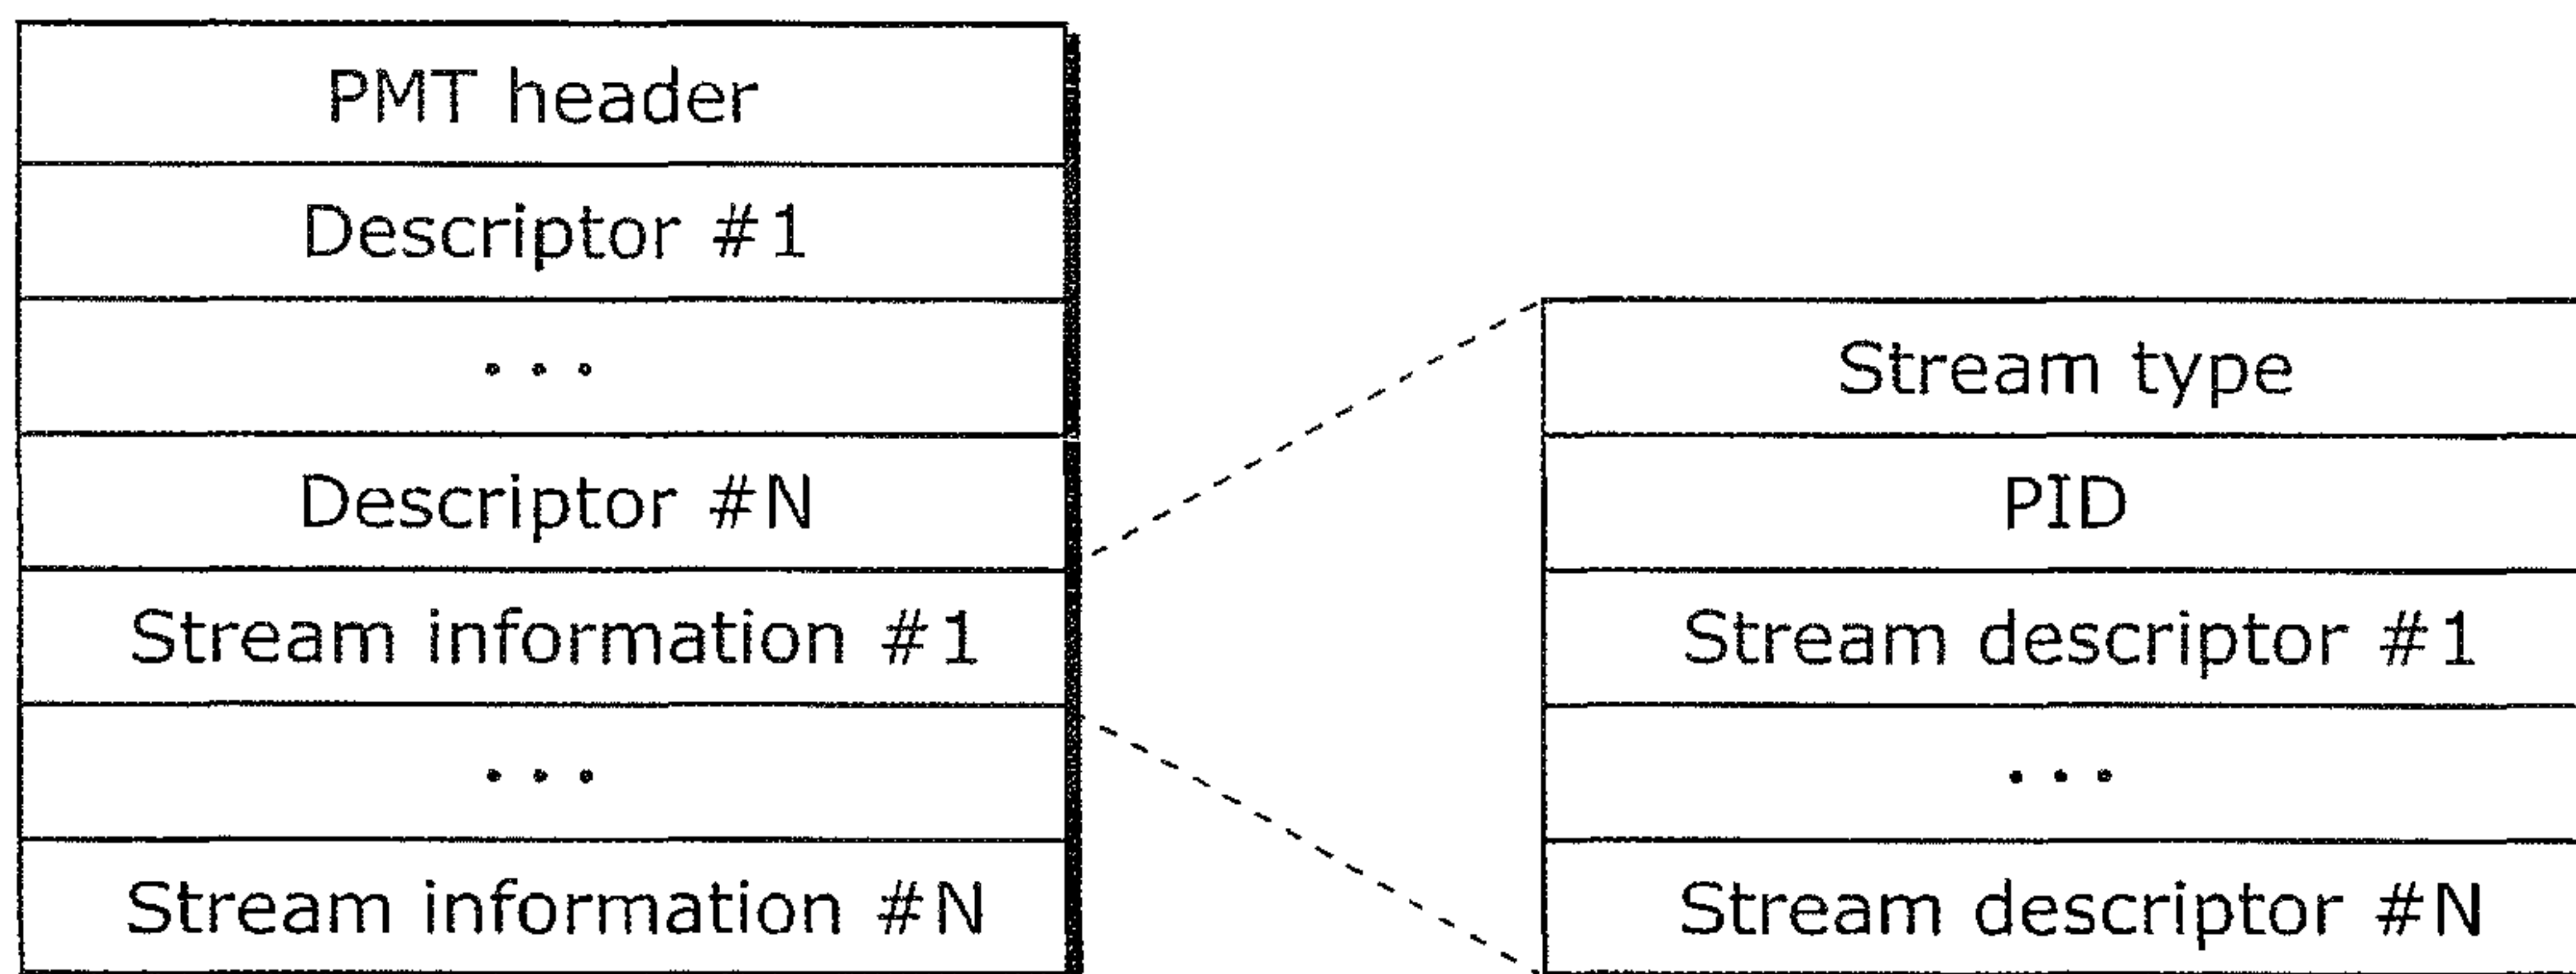 PMT header
Descriptor #1
...
Descriptor #N
Stream information #1
...
Stream information #N
Stream type
PID
Stream descriptor #1
...
Stream descriptor #N